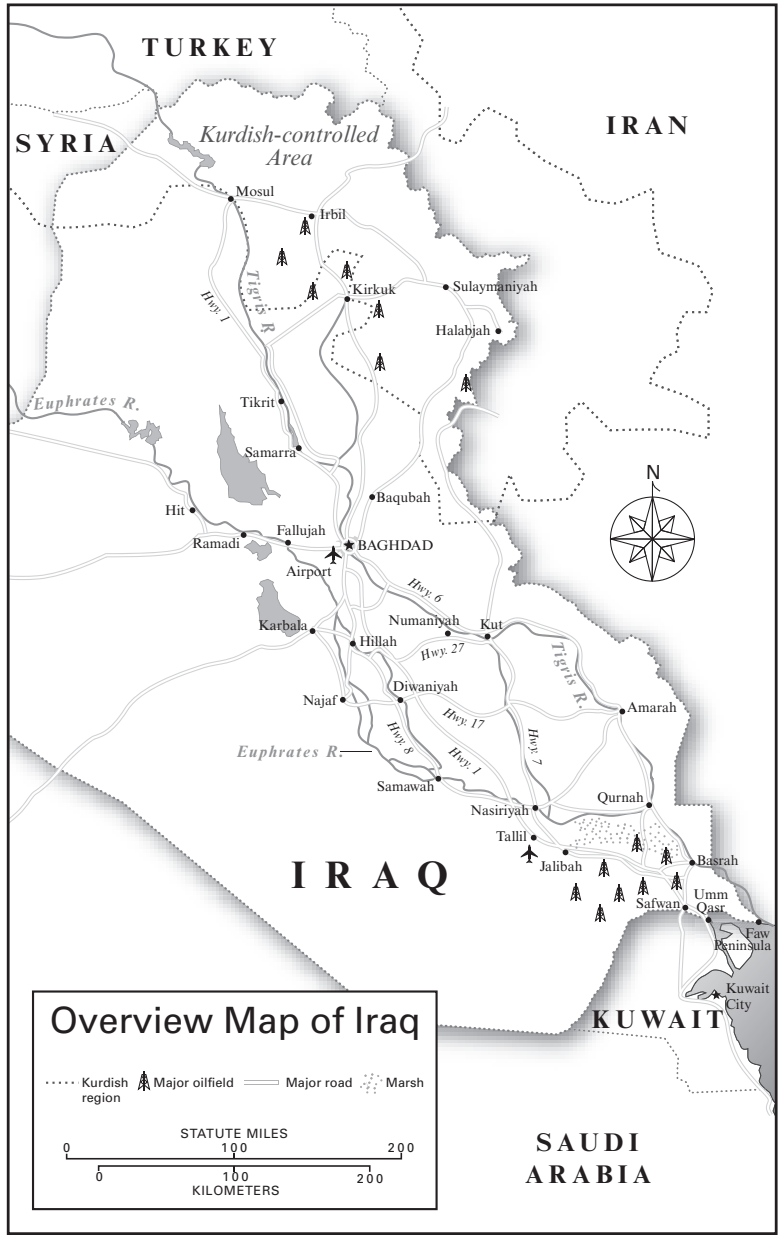 TURKEY
SYRIA
IRAN
Kurdish-controlled
Area
Mosul
Irbil
Tigris R.
Hwy. 1
Kirkuk
Sulaymaniyah
Halabjah
Euphrates R.
Tikrit
Samarra
N
Baqubah
Hit
Ramadi
Fallujah
BAGHDAD
Airport
Hwy. 6
Karbala
Numaniyah
Kut
Hillah
Hwy. 27
Tigris R.
Najaf
Diwaniyah
Amarah
Hwy. 17
Hwy. 8
Hwy. 1
Hwy. 7
Euphrates R.
Samawah
Nasiriyah
Qurnah
Tallil
Jalibah
Basrah
IRAQ
Safwan
Umm
Qasr
Faw
Peninsula
Kuwait
City
KUWAIT
Overview Map of Iraq
Kurdish
region
Major oilfield
Major road
Marsh
STATUTE MILES
0 100 200
0 100 200
KILOMETERS
SAUDI
ARABIA